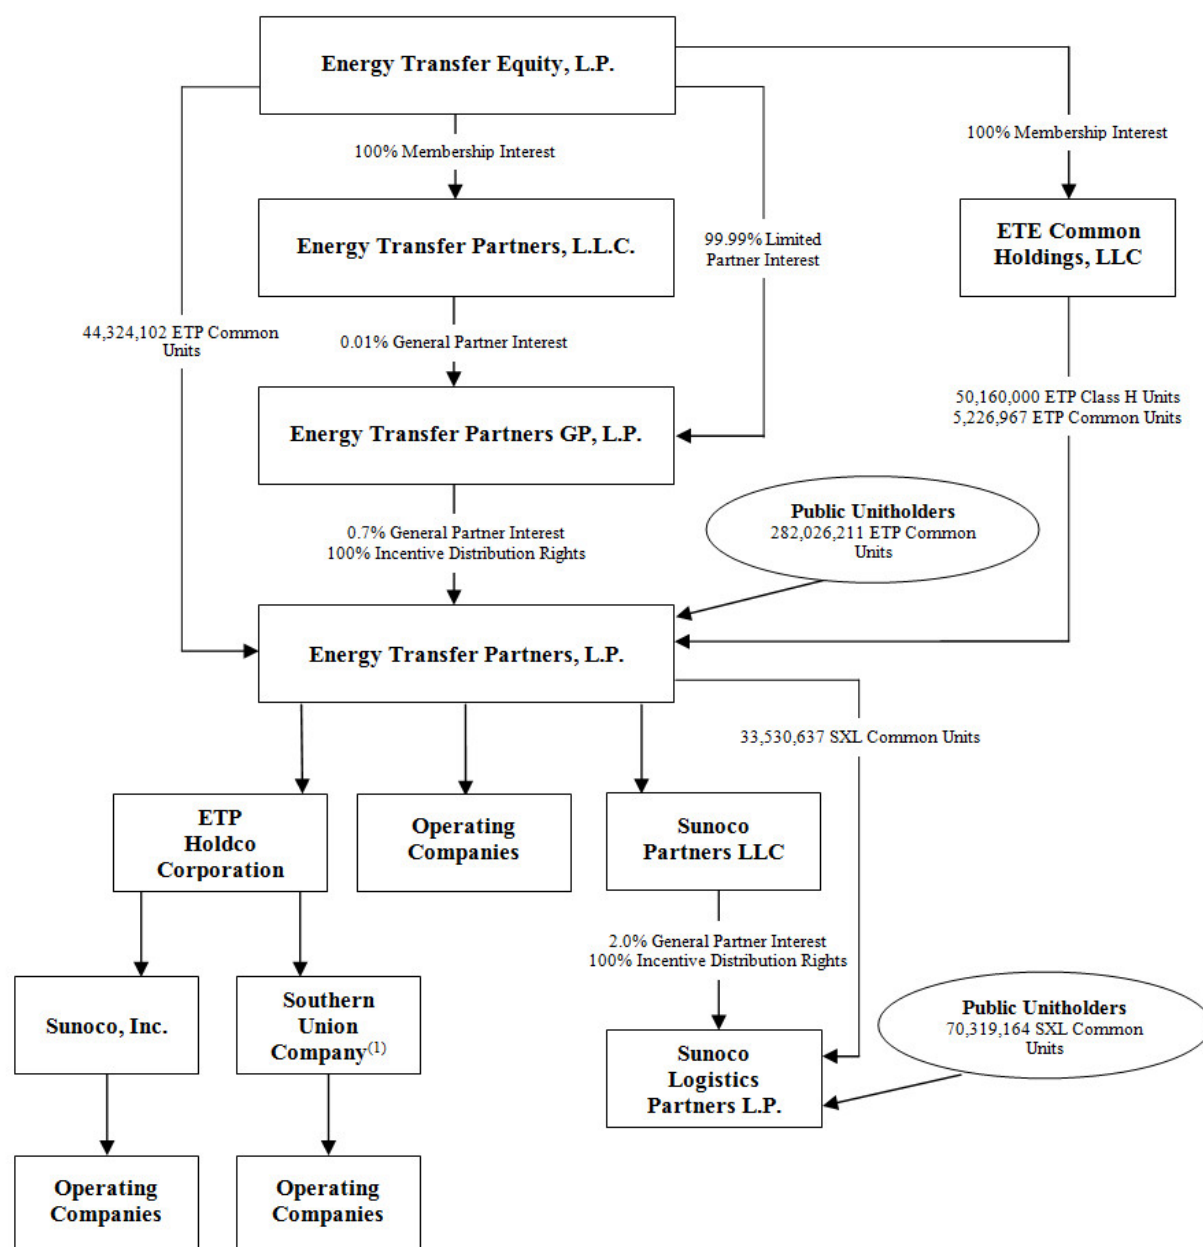 Energy Transfer Equity, L.P.
100% Membership Interest
100% Membership Interest
Energy Transfer Partners, L.L.C.
99.99% Limited
Partner Interest
ETE Common
Holdings, LLC
44,324,102 ETP Common
Units
0.01% General Partner Interest
50,160,000 ETP Class H Units
5,226,967 ETP Common Units
Energy Transfer Partners GP, L.P.
Public Unitholders
282,026,211 ETP Common
Units
0.7% General Partner Interest
100% Incentive Distribution Rights
Energy Transfer Partners, L.P.
33,530,637 SXL Common Units
ETP
Holdco
Corporation
Operating
Companies
Sunoco
Partners LLC
2.0% General Partner Interest
100% Incentive Distribution Rights
Sunoco, Inc.
Southern
Union
Company(1)
Public Unitholders
70,319,164 SXL Common
Units
Sunoco
Logistics
Partners L.P.
Operating
Companies
Operating
Companies